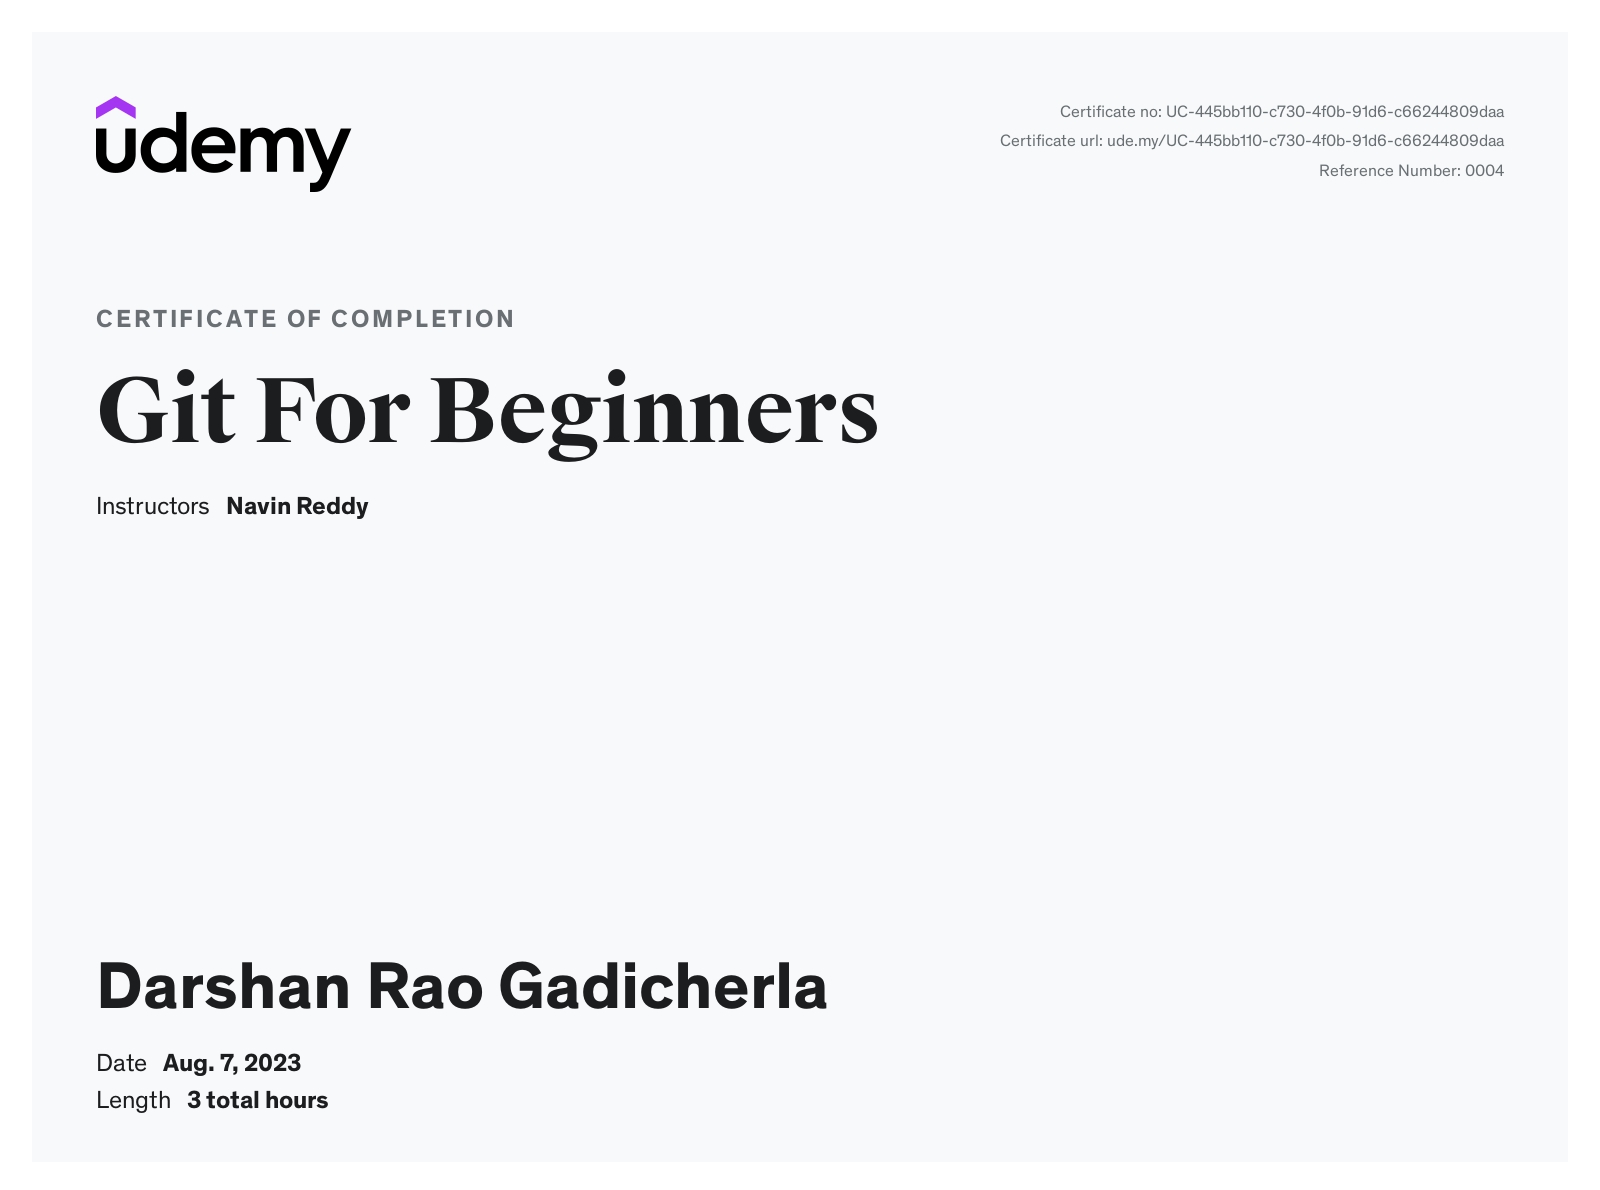 udemy
Certificate no: UC-445bb110-c730-4f0b-91d6-c66244809daa
Certificate url: ude.my/UC-445bb110-c730-4f0b-91d6-c66244809daa
Reference Number: 0004
CERTIFICATE OF COMPLETION
Git For Beginners
Instructors Navin Reddy
Darshan Rao Gadicherla
Date Aug. 7, 2023
Length 3 total hours